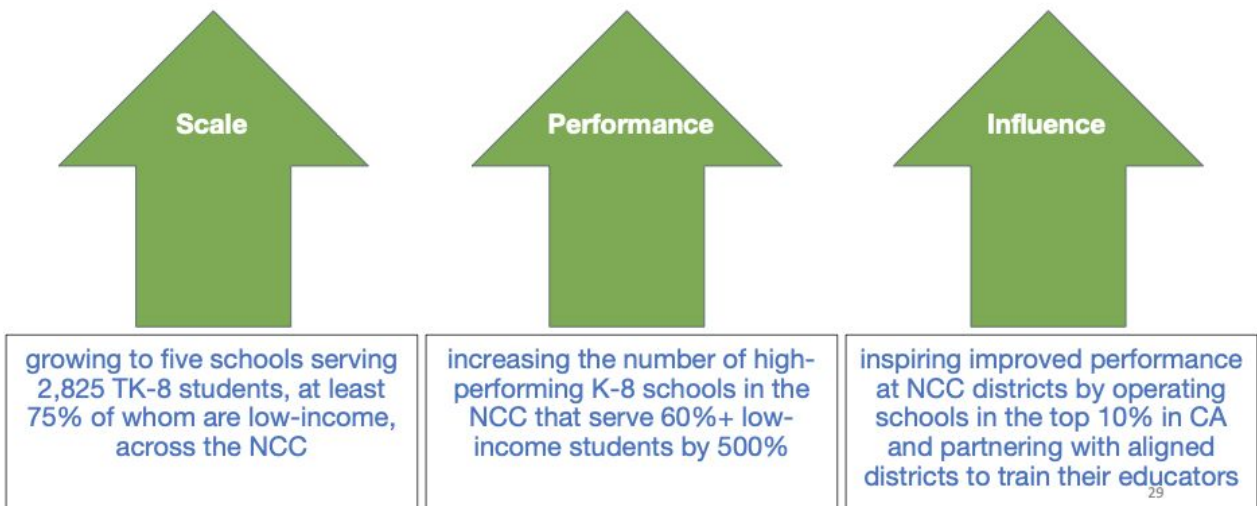 Scale
Performance
Influence
growing to five schools serving
2,825 TK-8 students, at least
75% of whom are low-income,
across the NCC
increasing the number of high-
performing K-8 schools in the
NCC that serve 60%+ low-
income students by 500%
inspiring improved performance
at NCC districts by operating
schools in the top 10% in CA
and partnering with aligned
districts to train their educators
29